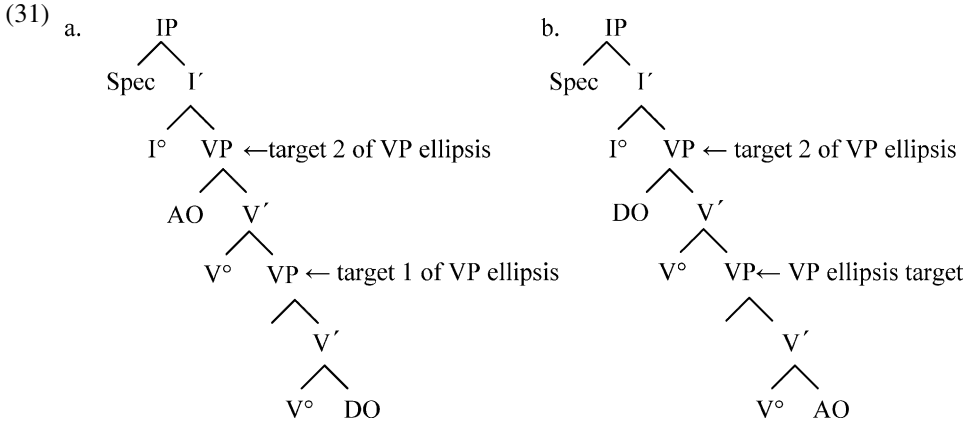 (31) a. IP b. IP
Spec I´ Spec I´
I° VP ←target 2 of VP ellipsis I° VP ← target 2 of VP ellipsis
AO V´ DO V´
V° VP ← target 1 of VP ellipsis V° VP← VP ellipsis target
V´ V´
V° DO V° AO